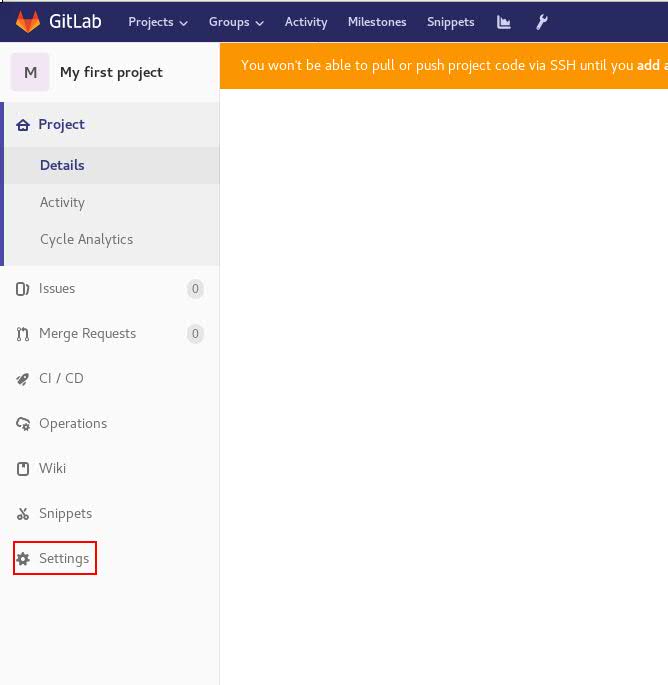 GitLab Projects Groups Activity Milestones Snippets
M My first project
You won't be able to pull or push project code via SSH until you add a
Project
Details
Activity
Cycle Analytics
Issues 0
Merge Requests 0
CI / CD
Operations
Wiki
Snippets
Settings